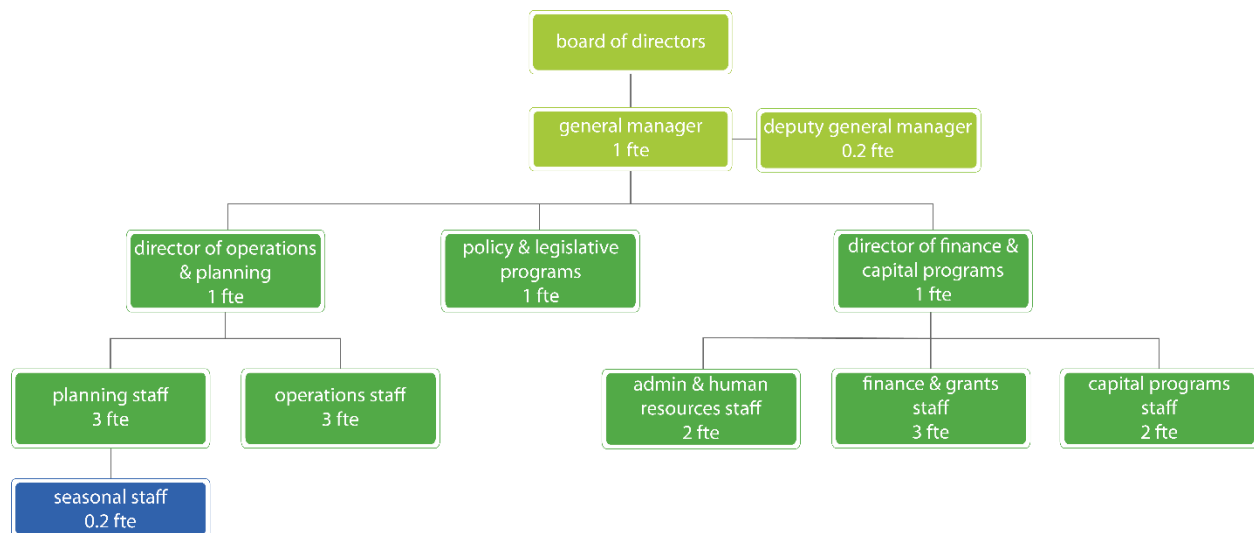 board of directors
general manager
1 fte
deputy general manager
0.2 fte
director of operations
& planning
1 fte
policy & legislative
programs
1 fte
director of finance &
capital programs
1 fte
planning staff
3 fte
operations staff
3 fte
admin & human
resources staff
2 fte
finance & grants
staff
3 fte
capital programs
staff
2 fte
seasonal staff
0.2 fte